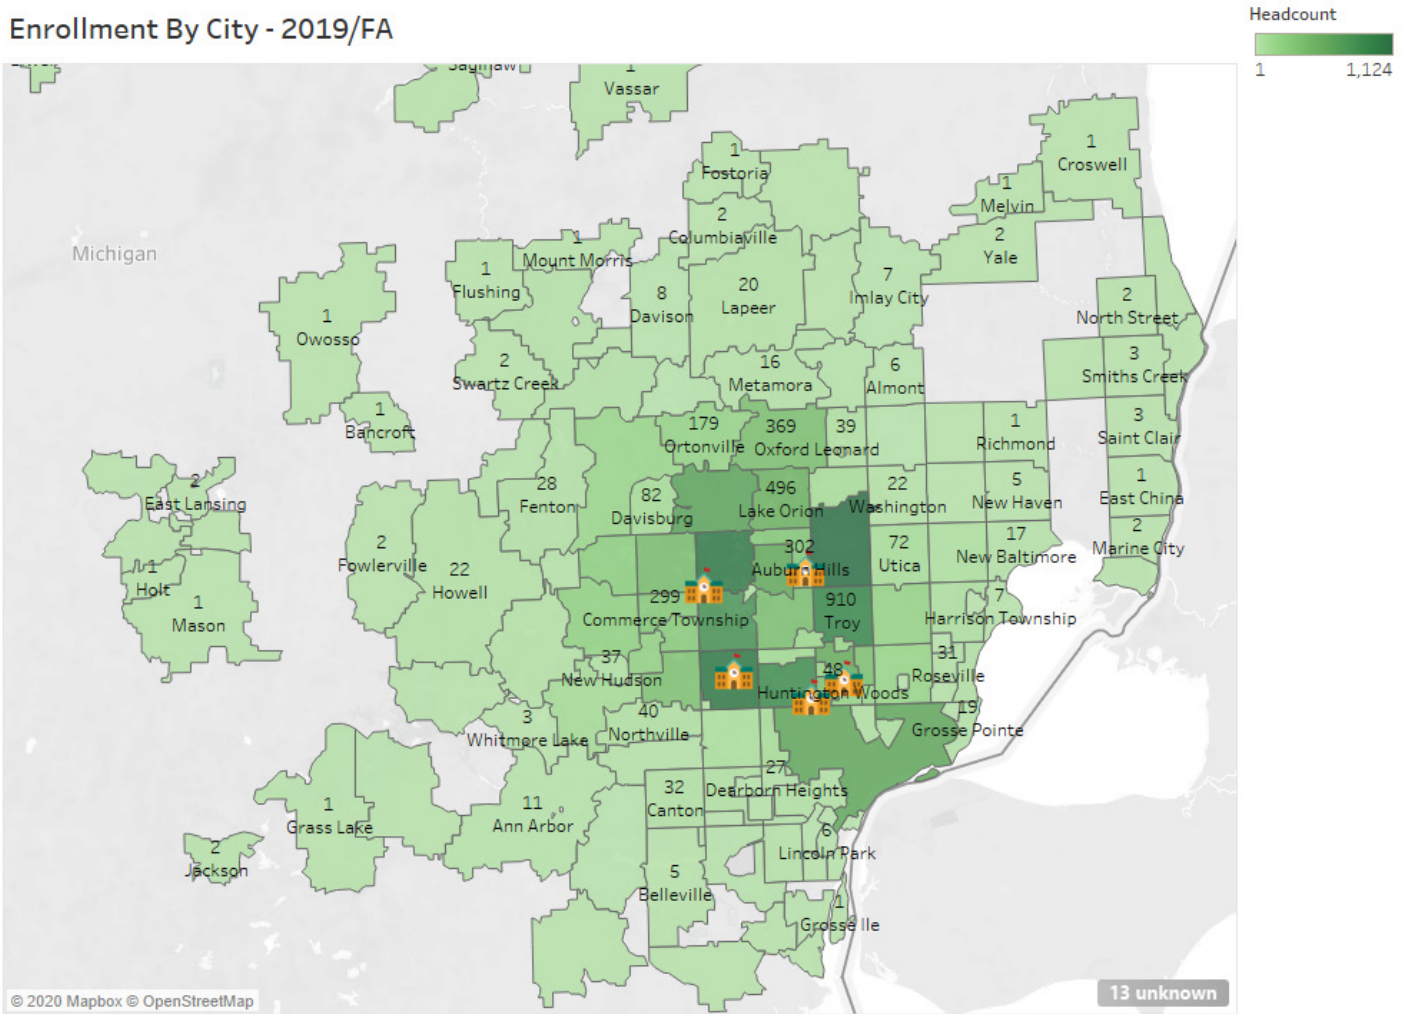 Enrollment By City - 2019/FA
Headcount
1
1,124
Saginaw
1
Vassar
1
Croswell
1
Fostoria
1
Melvin
2
Columbiaville
2
Yale
Michigan
1
Mount Morris
1
Flushing
8
Davison
20
Lapeer
7
Imlay City
2
North Street
1
Owosso
2
Swartz Creek
16
Metamora
6
Almont
3
Smiths Creek
1
Bancroft
179
Ortonville
369
Oxford
39
Leonard
1
Richmond
3
Saint Clair
2
East Lansing
28
Fenton
82
Davisburg
496
Lake Orion
22
Washington
5
New Haven
1
East China
2
Fowlerville
22
Howell
302
Auburn Hills
72
Utica
17
New Baltimore
2
Marine City
1
Holt
1
Mason
299
Commerce Township
910
Troy
7
Harrison Township
37
New Hudson
48
Huntington Woods
31
Roseville
3
Whitmore Lake
40
Northville
19
Grosse Pointe
27
Dearborn Heights
32
Canton
11
Ann Arbor
1
Grass Lake
6
Lincoln Park
2
Jackson
5
Belleville
1
Grosse Ile
© 2020 Mapbox © OpenStreetMap
13 unknown